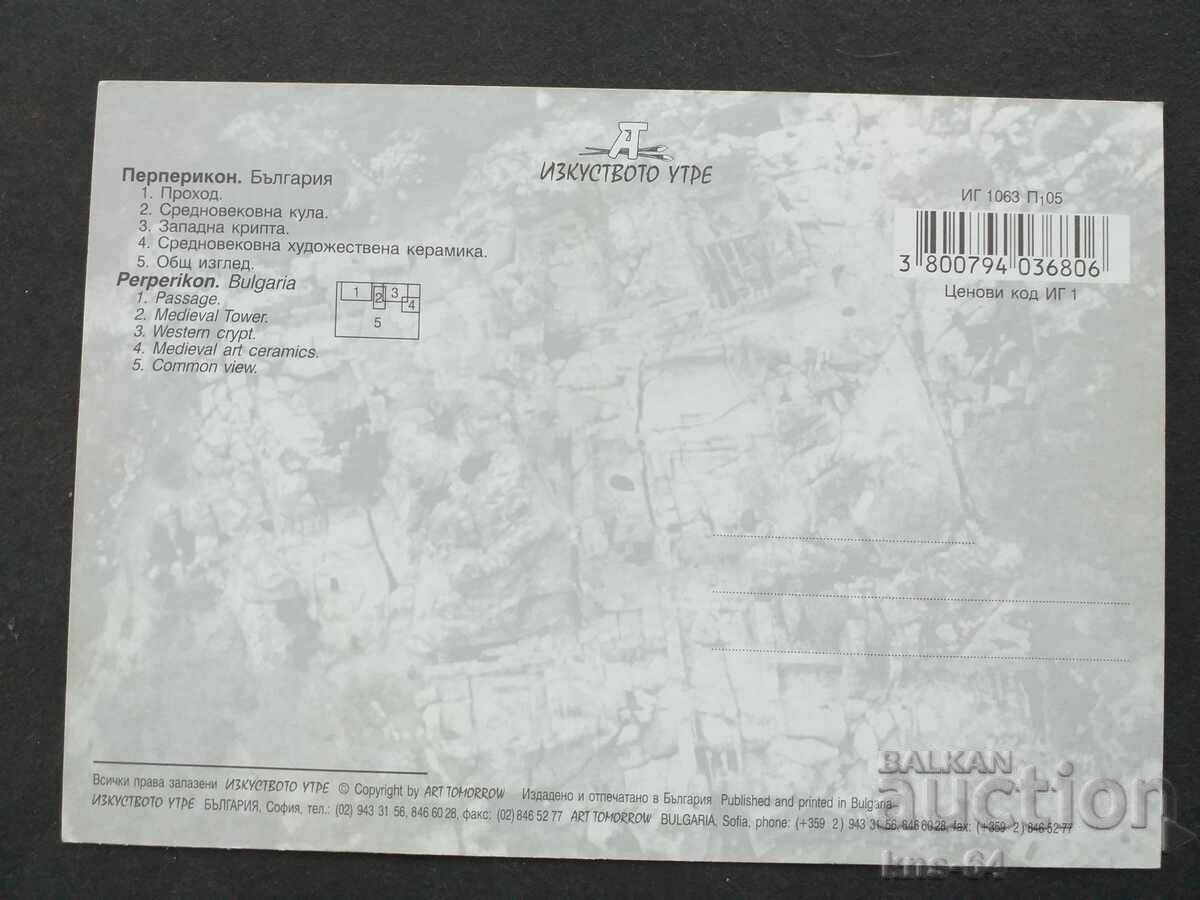 ИЗКУСТВОТО УТРЕ
Перперикон. България
1. Проход.
2. Средновековна кула.
3. Западна крипта.
4. Средновековна художествена керамика.
5. Общ изглед.
Perperikon. Bulgaria
1. Passage.
2. Medieval Tower.
3. Western crypt.
4. Medieval art ceramics.
5. Common view.
1 2 3 4
5
ИГ 1063 П₁05
3 800794 036806
Ценови код ИГ 1
Всички права запазени ИЗКУСТВОТО УТРЕ © Copyright by ART TOMORROW Издадено и отпечатано в България Published and printed in Bulgaria
ИЗКУСТВОТО УТРЕ БЪЛГАРИЯ, София, тел.: (02) 943 31 56, 846 60 28, факс: (02) 846 52 77 ART TOMORROW BULGARIA, Sofia, phone: (+359 2) 943 31 56, 846 60 28, fax: (+359 2) 846 52 77
BALKAN
auction
kns-64